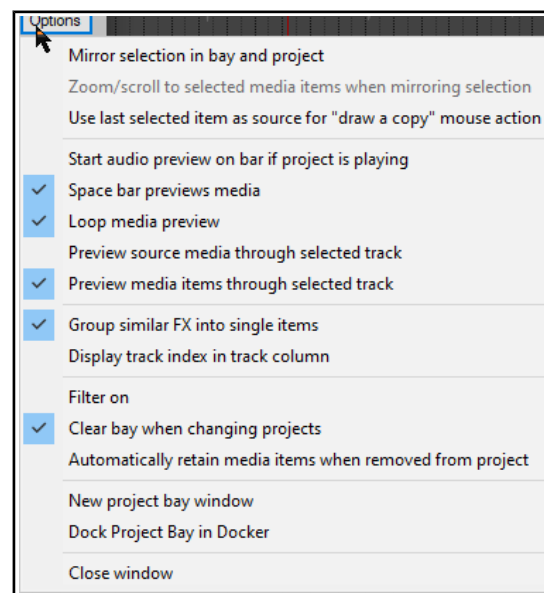 Options
Mirror selection in bay and project
Zoom/scroll to selected media items when mirroring selection
Use last selected item as source for "draw a copy" mouse action
Start audio preview on bar if project is playing
Space bar previews media
Loop media preview
Preview source media through selected track
Preview media items through selected track
Group similar FX into single items
Display track index in track column
Filter on
Clear bay when changing projects
Automatically retain media items when removed from project
New project bay window
Dock Project Bay in Docker
Close window